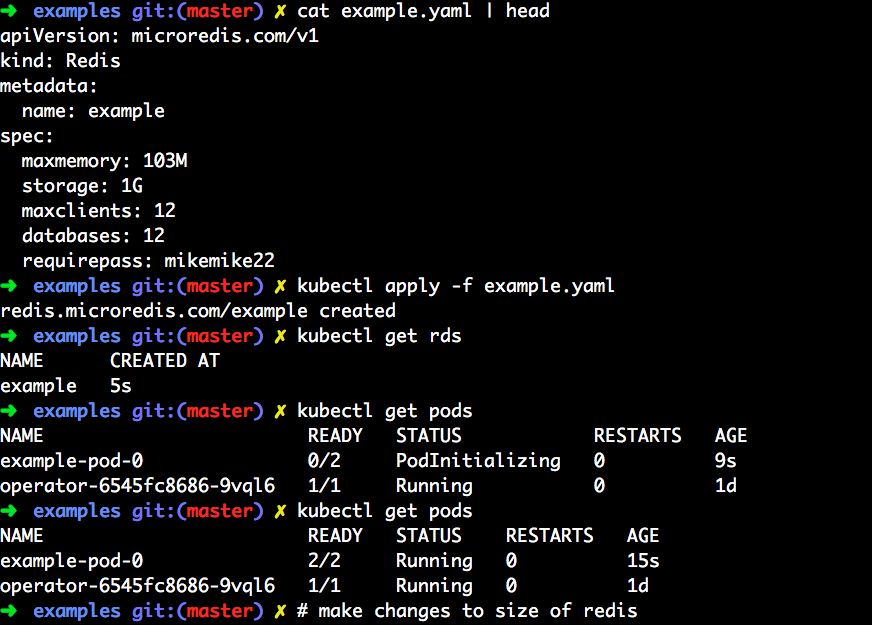 ➜  examples git:(master) ✗ cat example.yaml | head
apiVersion: microredis.com/v1
kind: Redis
metadata:
  name: example
spec:
  maxmemory: 103M
  storage: 1G
  maxclients: 12
  databases: 12
  requirepass: mikemike22
➜  examples git:(master) ✗ kubectl apply -f example.yaml
redis.microredis.com/example created
➜  examples git:(master) ✗ kubectl get rds
NAME      CREATED AT
example   5s
➜  examples git:(master) ✗ kubectl get pods
NAME                        READY   STATUS            RESTARTS   AGE
example-pod-0               0/2     PodInitializing   0          9s
operator-6545fc8686-9vql6   1/1     Running           0          1d
➜  examples git:(master) ✗ kubectl get pods
NAME                        READY   STATUS    RESTARTS   AGE
example-pod-0               2/2     Running   0          15s
operator-6545fc8686-9vql6   1/1     Running   0          1d
➜  examples git:(master) ✗ # make changes to size of redis